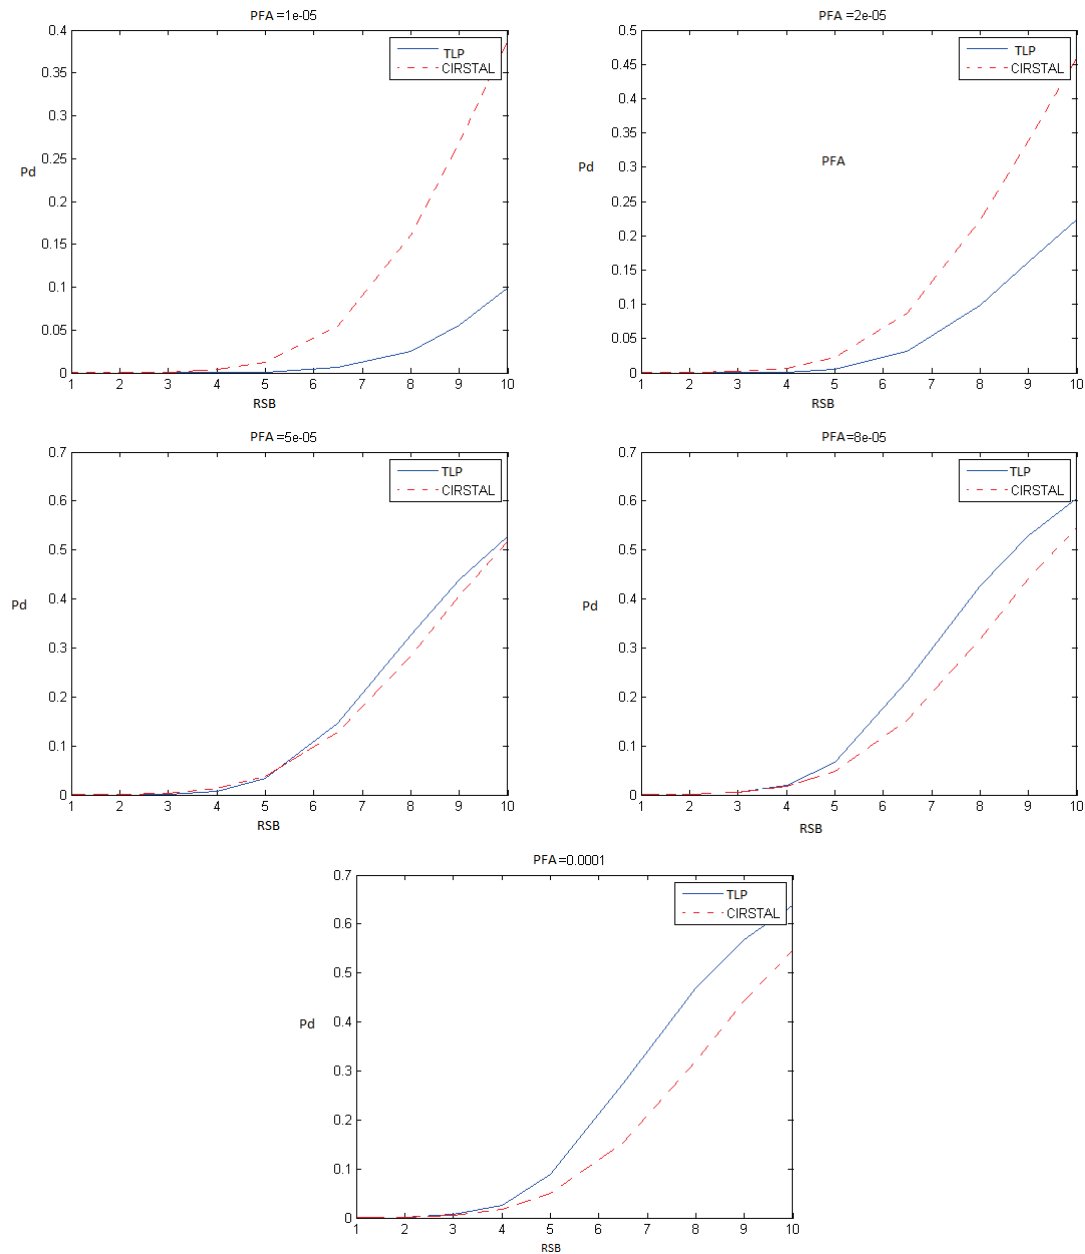 PFA =1e-05
0.4
0.35
0.3
0.25
0.2
0.15
0.1
0.05
0
Pd
TLP
CIRSTAL
1 2 3 4 5 6 7 8 9 10
RSB
PFA =2e-05
0.5
0.45
0.4
0.35
0.3
0.25
0.2
0.15
0.1
0.05
0
Pd
TLP
CIRSTAL
PFA
1 2 3 4 5 6 7 8 9 10
RSB
PFA =5e-05
0.7
0.6
0.5
0.4
0.3
0.2
0.1
0
Pd
TLP
CIRSTAL
1 2 3 4 5 6 7 8 9 10
RSB
PFA=8e-05
0.7
0.6
0.5
0.4
0.3
0.2
0.1
0
Pd
TLP
CIRSTAL
1 2 3 4 5 6 7 8 9 10
RSB
PFA =0.0001
0.7
0.6
0.5
0.4
0.3
0.2
0.1
0
Pd
TLP
CIRSTAL
1 2 3 4 5 6 7 8 9 10
RSB